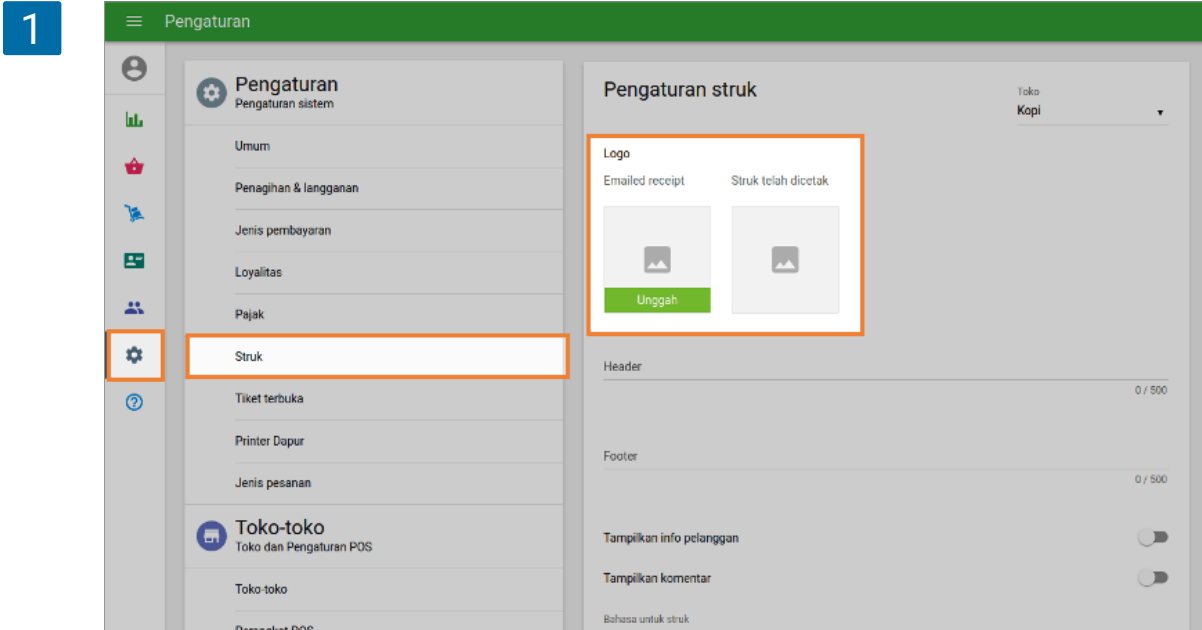 1
Pengaturan
Pengaturan
Pengaturan sistem
Umum
Penagihan & langganan
Jenis pembayaran
Loyalitas
Pajak
Struk
Tiket terbuka
Printer Dapur
Jenis pesanan
Toko-toko
Toko dan Pengaturan POS
Toko-toko
Perangkat POS
Pengaturan struk
Toko
Kopi
Logo
Emailed receipt Struk telah dicetak
Unggah
Header
0 / 500
Footer
0 / 500
Tampilkan info pelanggan
Tampilkan komentar
Bahasa untuk struk